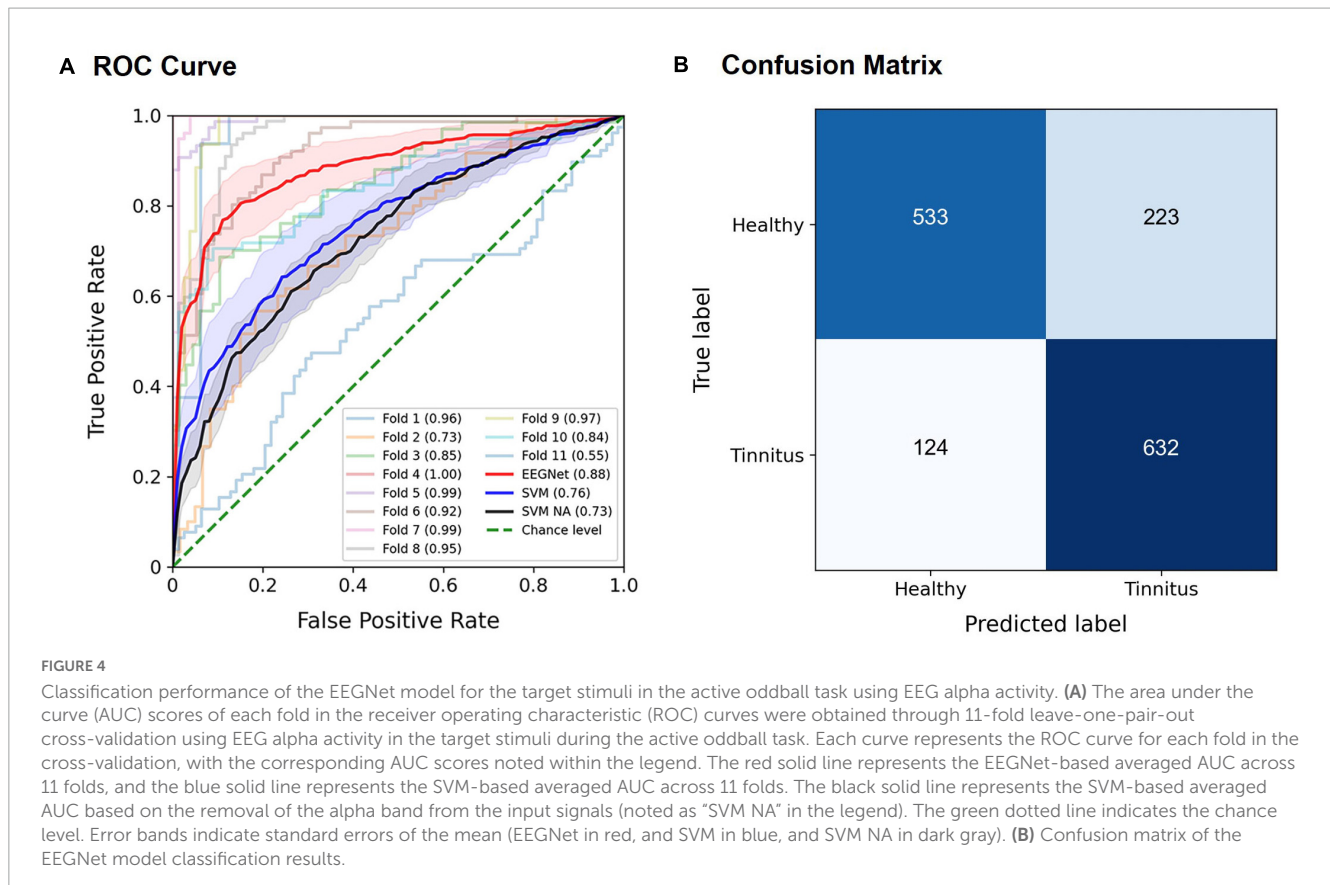 A ROC Curve
1.0
0.8
0.6
0.4
0.2
0
True Positive Rate
0
0.2
0.4
0.6
0.8
1.0
False Positive Rate
Fold 1 (0.96)
Fold 2 (0.73)
Fold 3 (0.85)
Fold 4 (1.00)
Fold 5 (0.99)
Fold 6 (0.92)
Fold 7 (0.99)
Fold 8 (0.95)
Fold 9 (0.97)
Fold 10 (0.84)
Fold 11 (0.55)
EEGNet (0.88)
SVM (0.76)
SVM NA (0.73)
Chance level
B Confusion Matrix
True label
Healthy
533
223
Tinnitus
124
632
Healthy
Tinnitus
Predicted label
FIGURE 4
Classification performance of the EEGNet model for the target stimuli in the active oddball task using EEG alpha activity. (A) The area under the
curve (AUC) scores of each fold in the receiver operating characteristic (ROC) curves were obtained through 11-fold leave-one-pair-out
cross-validation using EEG alpha activity in the target stimuli during the active oddball task. Each curve represents the ROC curve for each fold in the
cross-validation, with the corresponding AUC scores noted within the legend. The red solid line represents the EEGNet-based averaged AUC across
11 folds, and the blue solid line represents the SVM-based averaged AUC across 11 folds. The black solid line represents the SVM-based averaged
AUC based on the removal of the alpha band from the input signals (noted as “SVM NA” in the legend). The green dotted line indicates the chance
level. Error bands indicate standard errors of the mean (EEGNet in red, and SVM in blue, and SVM NA in dark gray). (B) Confusion matrix of the
EEGNet model classification results.